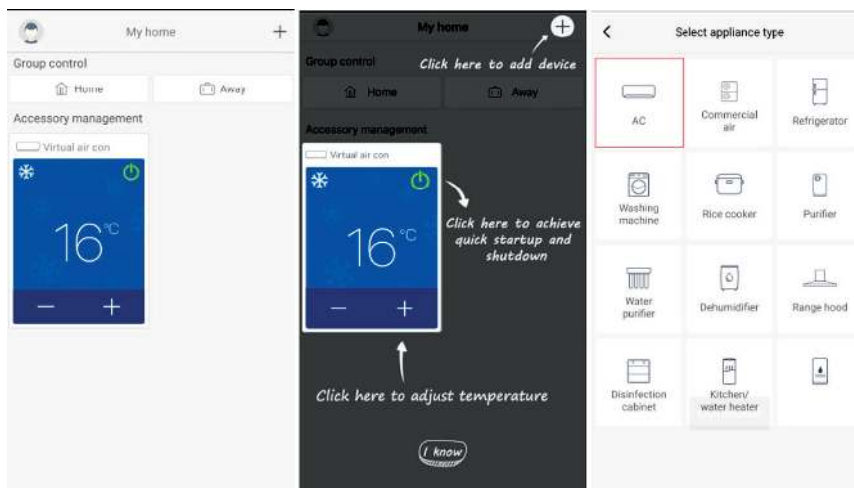 My home
+
Group control
Home
Away
Accessory management
Virtual air con
16°C
— +
My home
+
Group control
Click here to add device
Home
Away
Accessory management
Virtual air con
16°C
— +
Click here to achieve
quick startup and
shutdown
Click here to adjust temperature
I know
Select appliance type
AC
Commercial
air
Refrigerator
Washing
machine
Rice cooker
Purifier
Water
purifier
Dehumidifier
Range hood
Disinfection
cabinet
Kitchen/
water heater